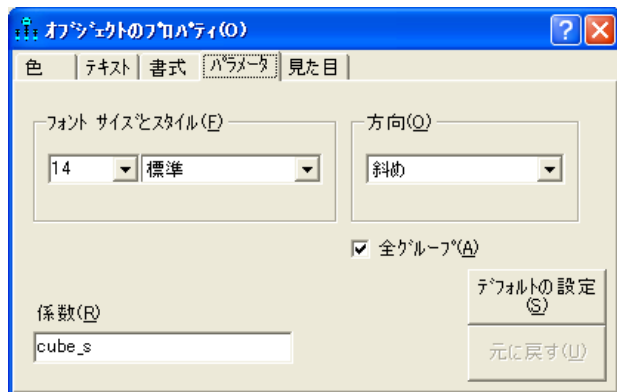 オブジェクトのプロパティ(O)
色 テキスト 書式 パラメータ 見た目
フォント サイズとスタイル(F)
方向(O)
14 標準
斜め
全グループ(A)
デフォルトの設定
(S)
係数(R)
cube_s
元に戻す(U)